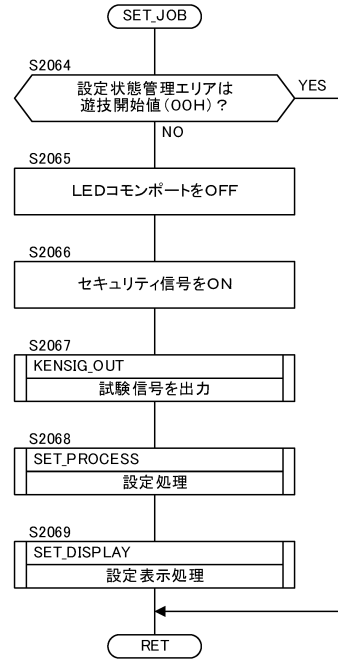 SET_JOB
S2064
設定状態管理エリアは
遊技開始値(00H)?
YES
NO
S2065
LEDコモンポートをOFF
S2066
セキュリティ信号をON
S2067
KENSIG_OUT
試験信号を出力
S2068
SET_PROCESS
設定処理
S2069
SET_DISPLAY
設定表示処理
RET